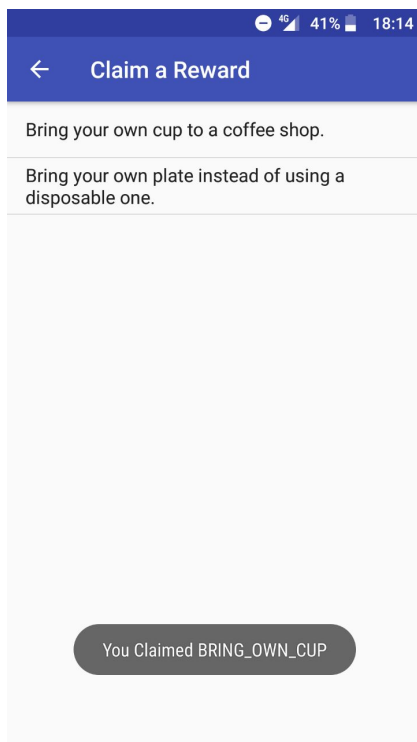 4G 41% 18:14
Claim a Reward
Bring your own cup to a coffee shop.
Bring your own plate instead of using a
disposable one.
You Claimed BRING_OWN_CUP